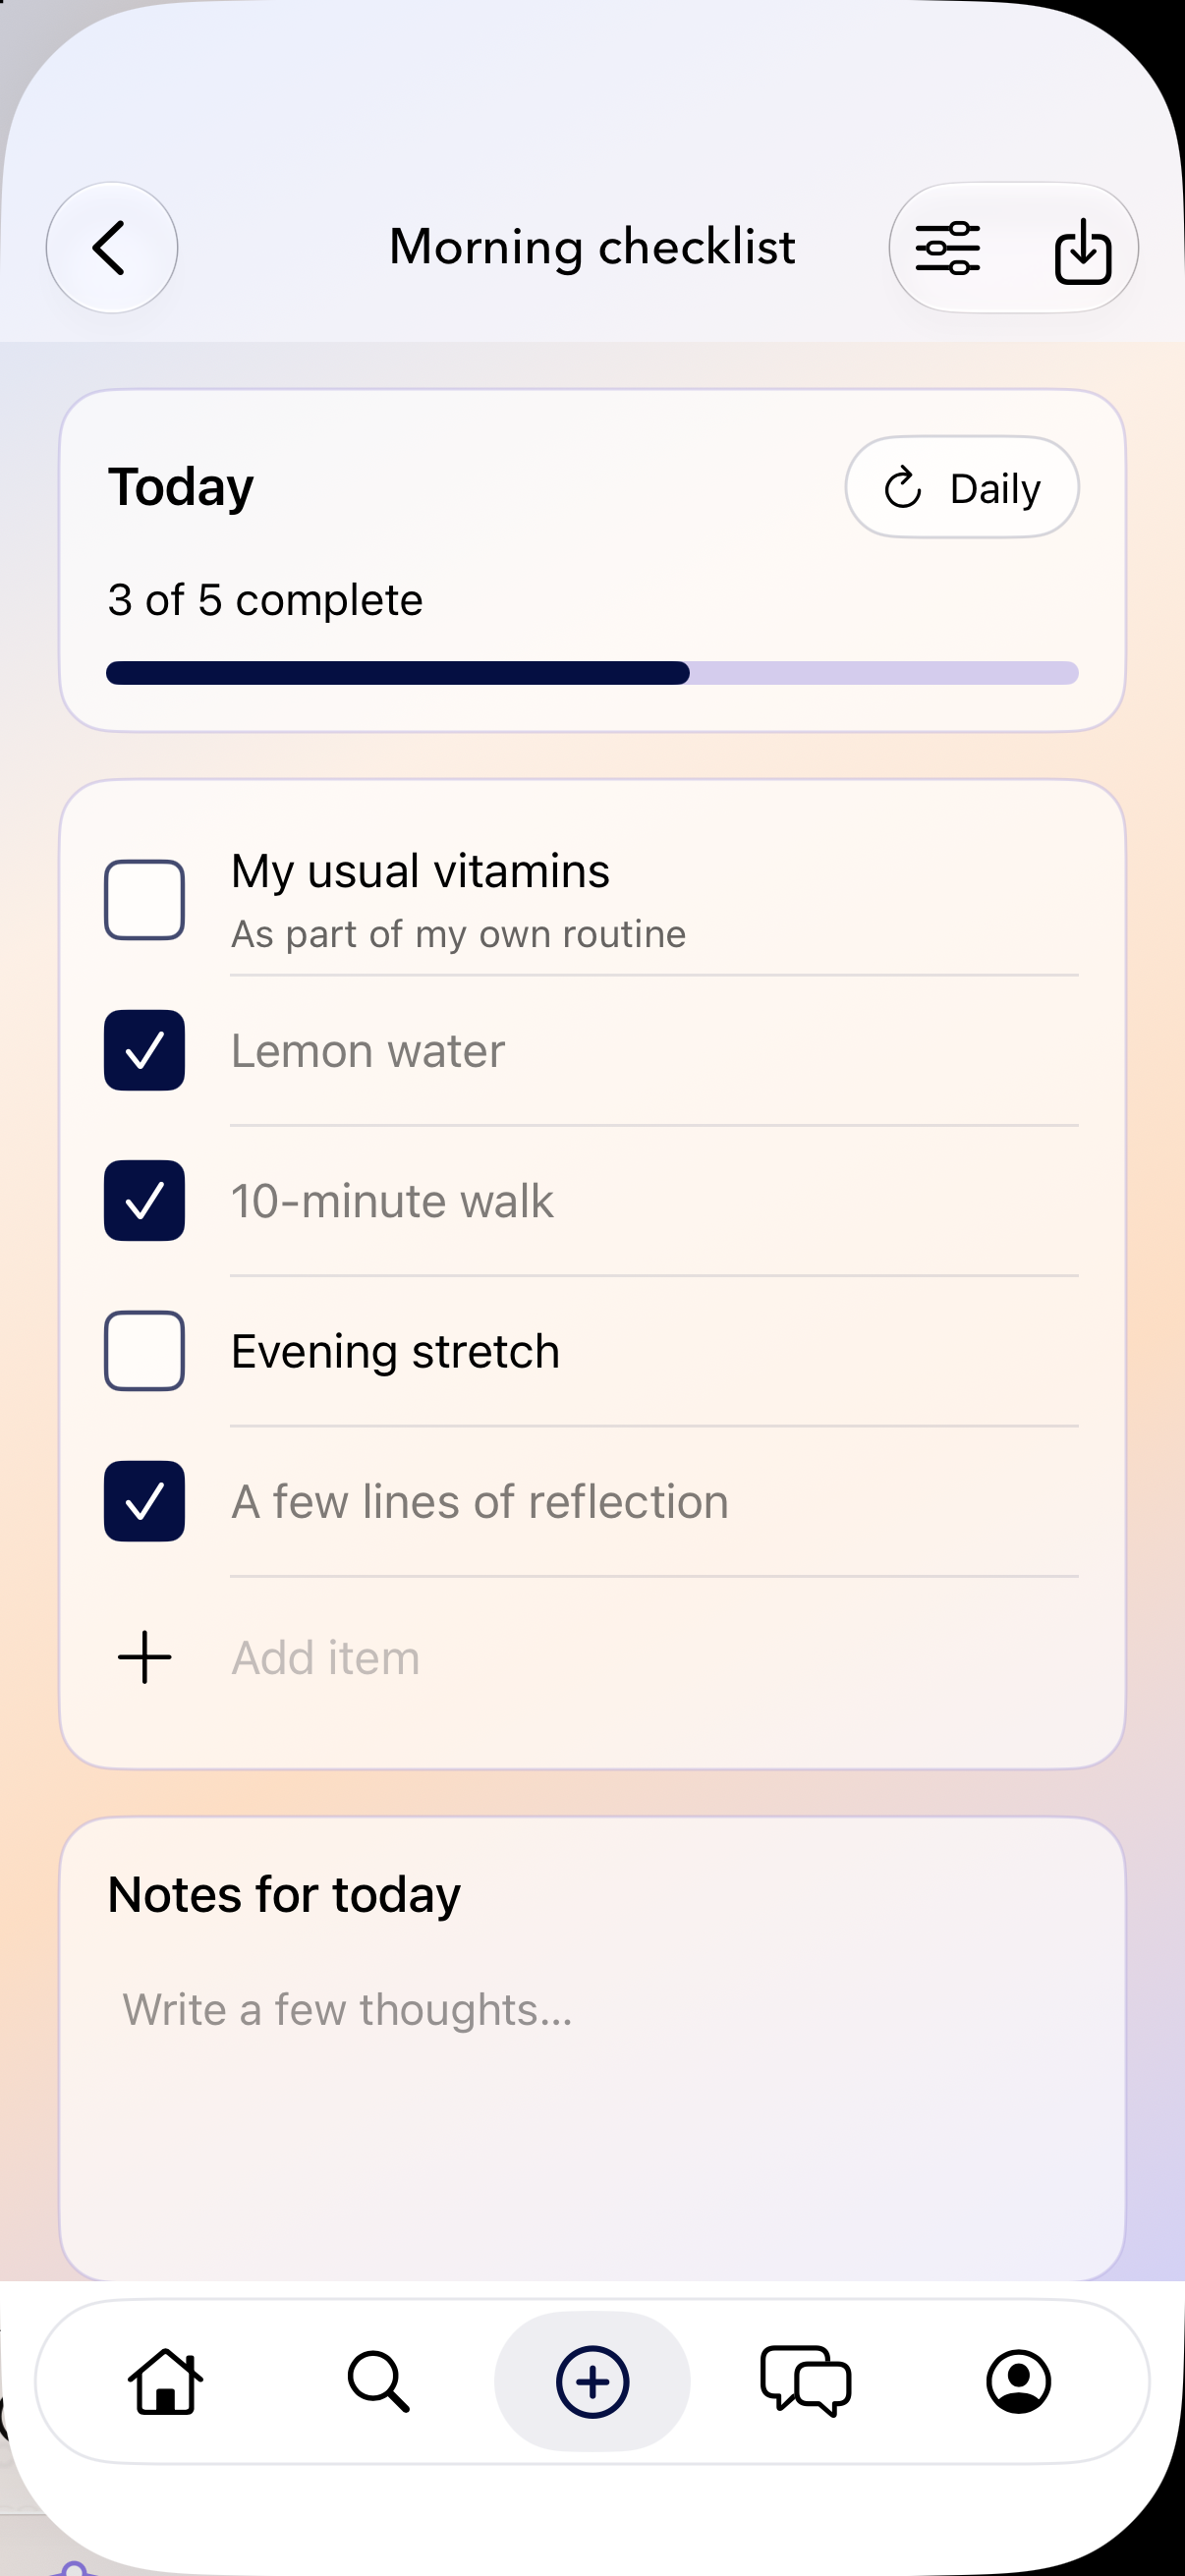 Morning checklist
Today
Daily
3 of 5 complete
My usual vitamins
As part of my own routine
Lemon water
10-minute walk
Evening stretch
A few lines of reflection
Add item
Notes for today
Write a few thoughts...